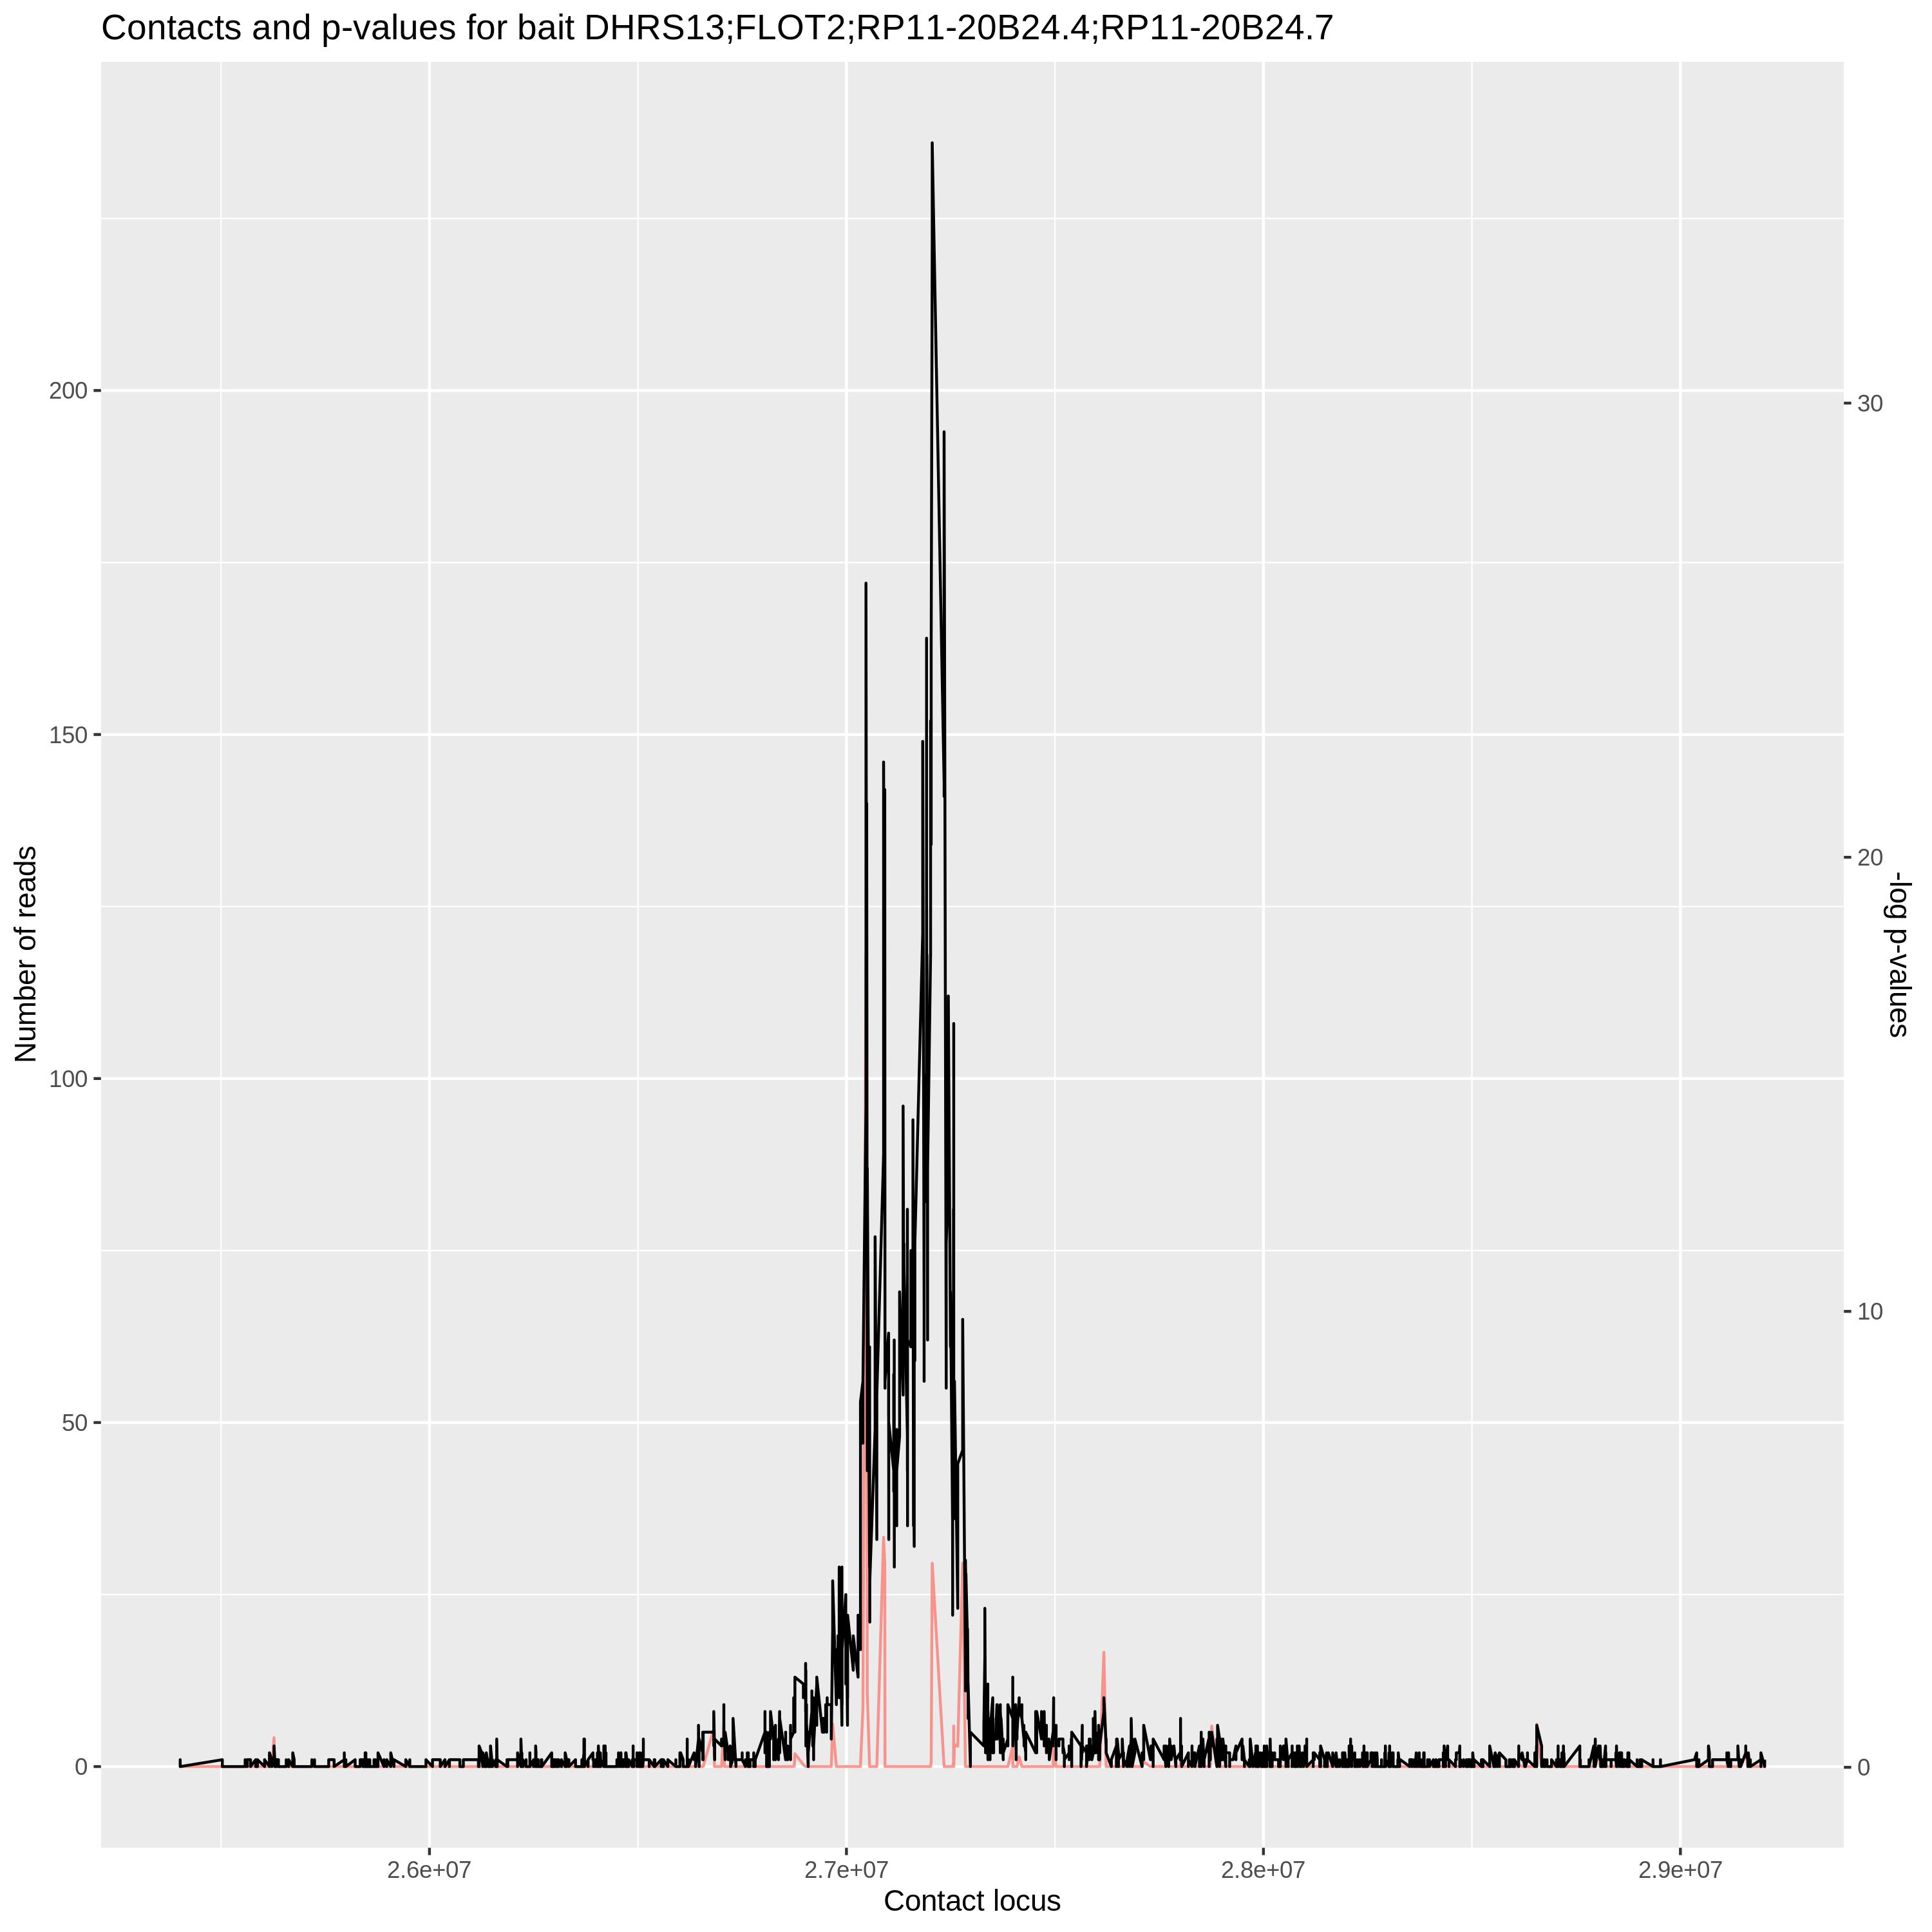 Contacts and p-values for bait DHRS13;FLOT2;RP11-20B24.4;RP11-20B24.7
200
150
100
50
0
Number of reads
30
20
10
0
-log p-values
2.6e+07 2.7e+07 2.8e+07 2.9e+07
Contact locus